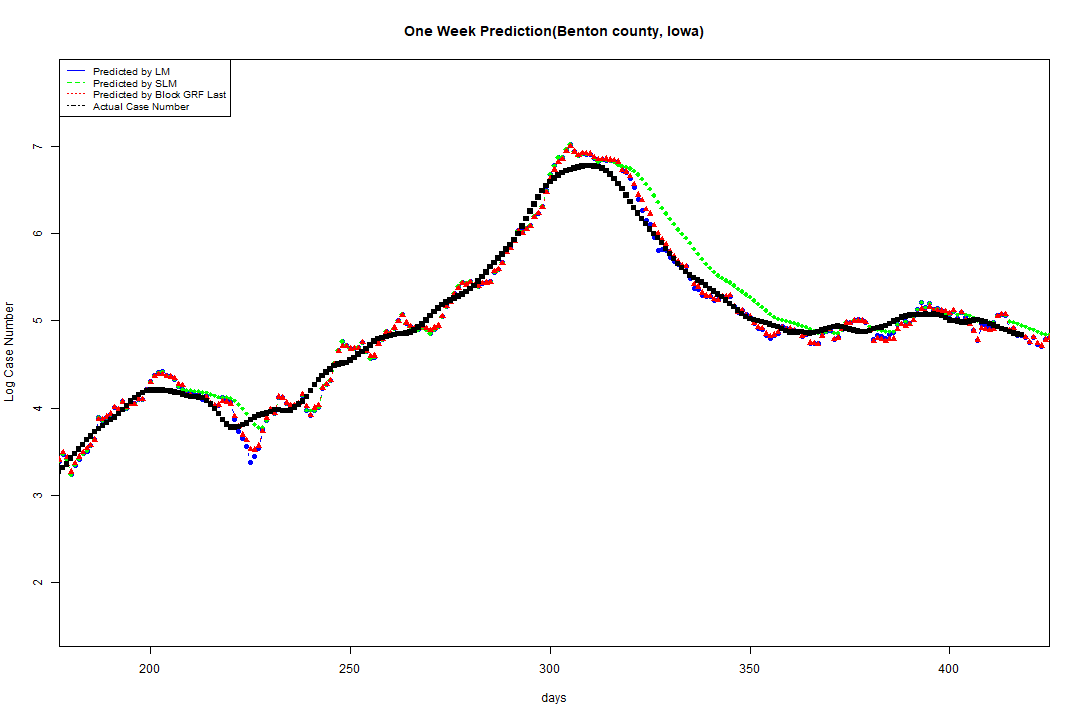 One Week Prediction(Benton county, Iowa)
Predicted by LM
Predicted by SLM
Predicted by Block GRF Last
Actual Case Number
7
6
5
4
3
2
Log Case Number
200 250 300 350 400
days